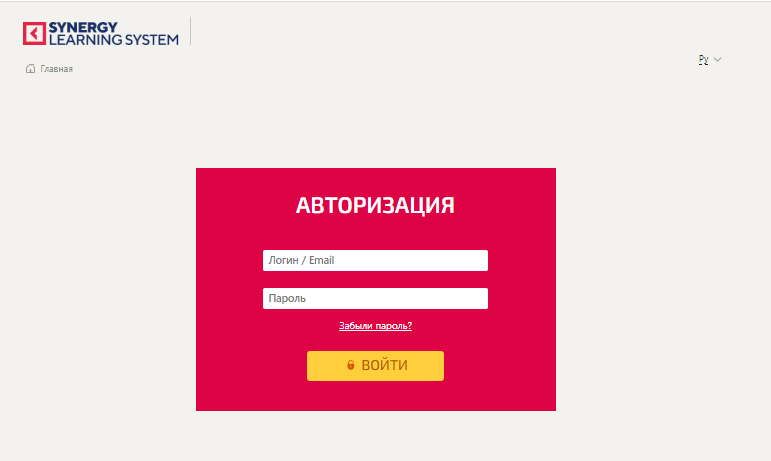 SYNERGY
LEARNING SYSTEM
Ру
Главная
АВТОРИЗАЦИЯ
Логин / Email
Пароль
Забыли пароль?
ВОЙТИ